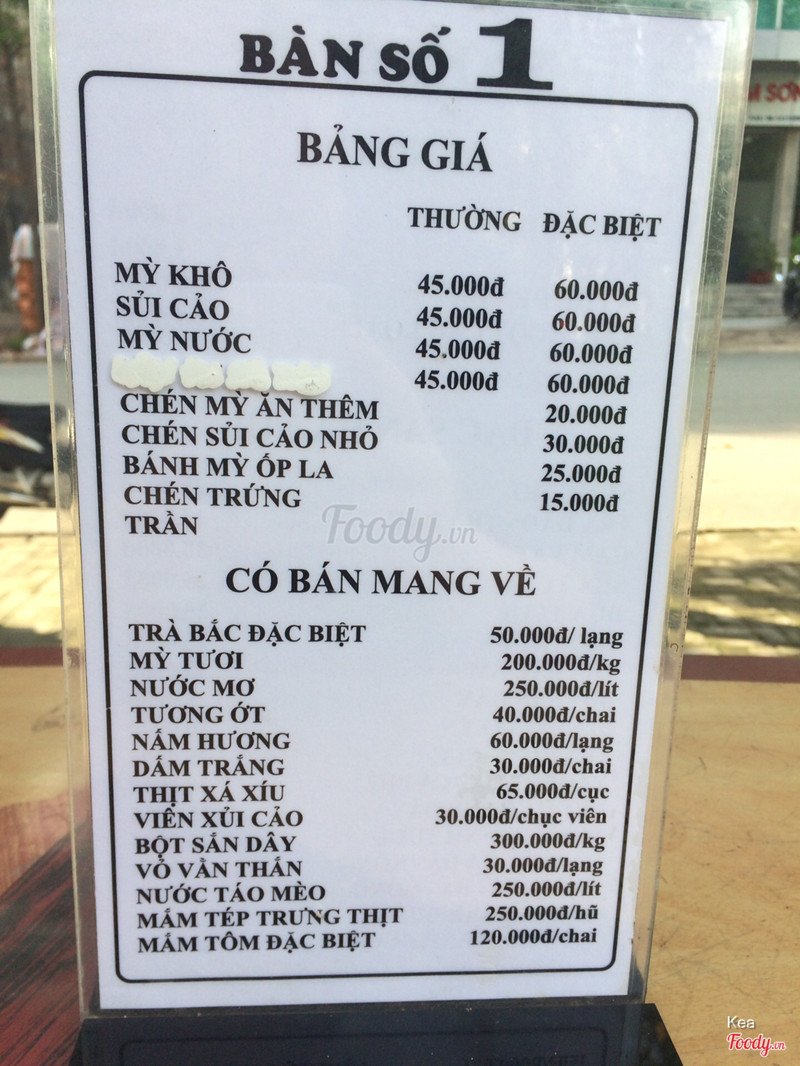 BÀN SỐ 1
BẢNG GIÁ
THƯỜNG ĐẶC BIỆT
MỲ KHÔ 45.000đ 60.000đ
SỦI CẢO 45.000đ 60.000đ
MỲ NƯỚC 45.000đ 60.000đ
45.000đ 60.000đ
CHÉN MỲ ĂN THÊM 20.000đ
CHÉN SỦI CẢO NHỎ 30.000đ
BÁNH MỲ ỐP LA 25.000đ
CHÉN TRỨNG 15.000đ
TRẦN
CÓ BÁN MANG VỀ
TRÀ BẮC ĐẶC BIỆT 50.000đ/ lạng
MỲ TƯƠI 200.000đ/kg
NƯỚC MƠ 250.000đ/lít
TƯƠNG ỚT 40.000đ/chai
NẤM HƯƠNG 60.000đ/lạng
DẤM TRẮNG 30.000đ/chai
THỊT XÁ XÍU 65.000đ/cục
VIÊN XỦI CẢO 30.000đ/chục viên
BỘT SẮN DÂY 300.000đ/kg
VỎ VẰN THẮN 30.000đ/lạng
NƯỚC TÁO MÈO 250.000đ/lít
MẮM TÉP TRƯNG THỊT 250.000đ/hũ
MẮM TÔM ĐẶC BIỆT 120.000đ/chai
Foody.vn
Kea
Foody.vn